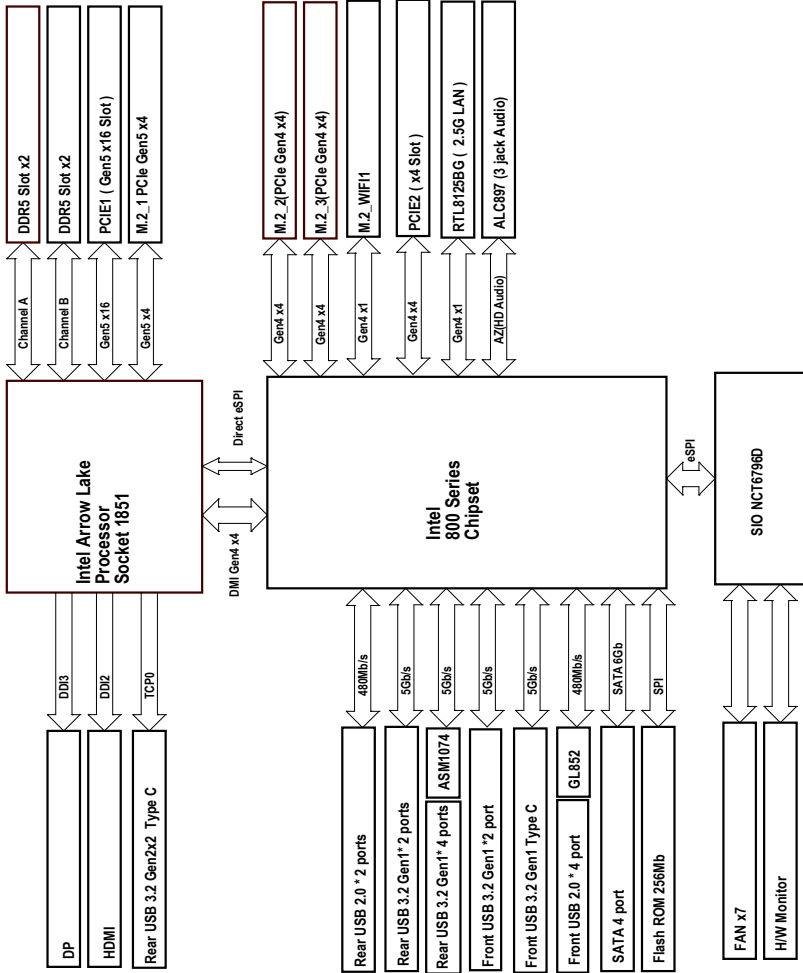 DP
HDMI
Rear USB 3.2 Gen2x2 Type C
DDI3
DDI2
TCP0
Intel Arrow Lake
Processor
Socket 1851
Channel A
Channel B
Gen5 x16
Gen5 x4
DDR5 Slot x2
DDR5 Slot x2
PCIE1 ( Gen5 x16 Slot )
M.2_1 PCIe Gen5 x4
DMI Gen4 x4
Direct eSPI
Rear USB 2.0 * 2 ports
Rear USB 3.2 Gen1* 2 ports
Rear USB 3.2 Gen1* 4 ports
ASM1074
Front USB 3.2 Gen1 *2 port
Front USB 3.2 Gen1 Type C
Front USB 2.0 * 4 port
GL852
SATA 4 port
Flash ROM 256Mb
480Mb/s
5Gb/s
5Gb/s
5Gb/s
5Gb/s
480Mb/s
SATA 6Gb
SPI
Intel
800 Series
Chipset
Gen4 x4
Gen4 x4
Gen4 x1
Gen4 x4
Gen4 x1
AZ(HD Audio)
M.2_2(PCIe Gen4 x4)
M.2_3(PCIe Gen4 x4)
M.2_WIFI1
PCIE2 ( x4 Slot )
RTL8125BG ( 2.5G LAN )
ALC897 (3 jack Audio)
eSPI
FAN x7
H/W Monitor
SIO NCT6796D